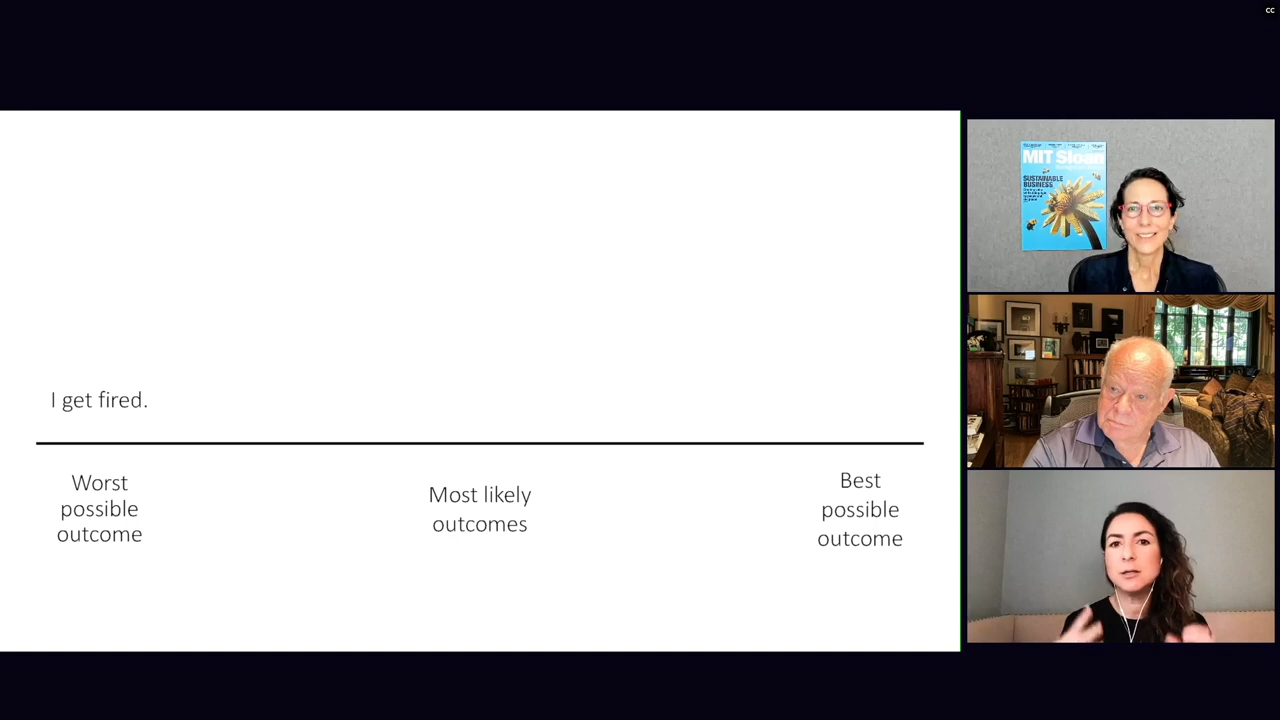 CC
I get fired.
Worst
possible
outcome
Most likely
outcomes
Best
possible
outcome
MIT Sloan
SUSTAINABLE
BUSINESS